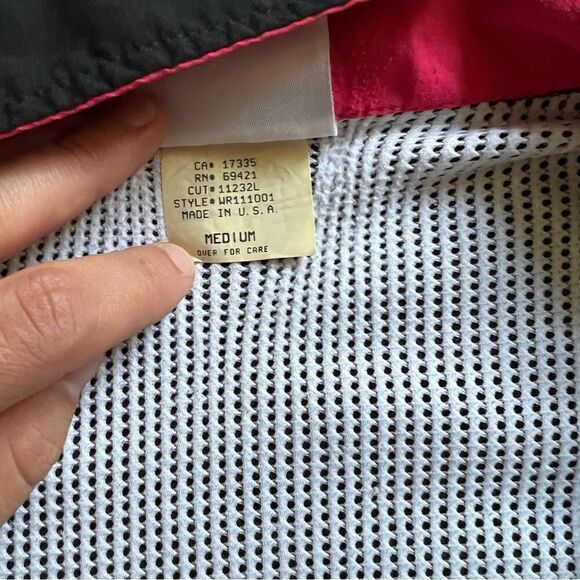 CA# 17335
RN# 69421
CUT# 11232L
STYLE# WR111001
MADE IN U.S.A.
MEDIUM
OVER FOR CARE